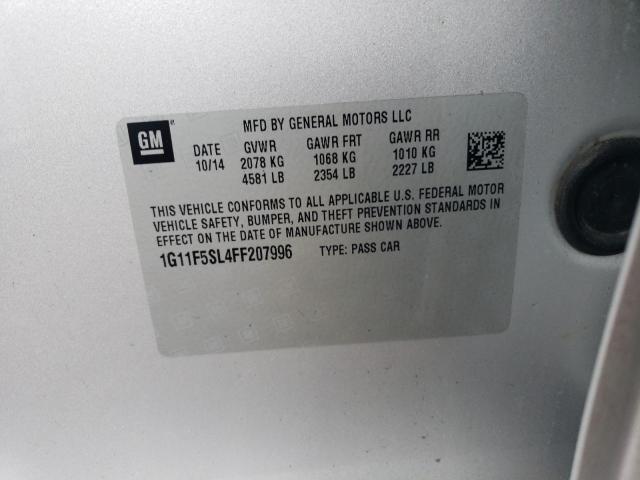 GM
MFD BY GENERAL MOTORS LLC
DATE GVWR GAWR FRT GAWR RR
10/14 2078 KG 1068 KG 1010 KG
4581 LB 2354 LB 2227 LB
THIS VEHICLE CONFORMS TO ALL APPLICABLE U.S. FEDERAL MOTOR
VEHICLE SAFETY, BUMPER, AND THEFT PREVENTION STANDARDS IN
EFFECT ON THE DATE OF MANUFACTURE SHOWN ABOVE.
1G11F5SL4FF207996 TYPE: PASS CAR